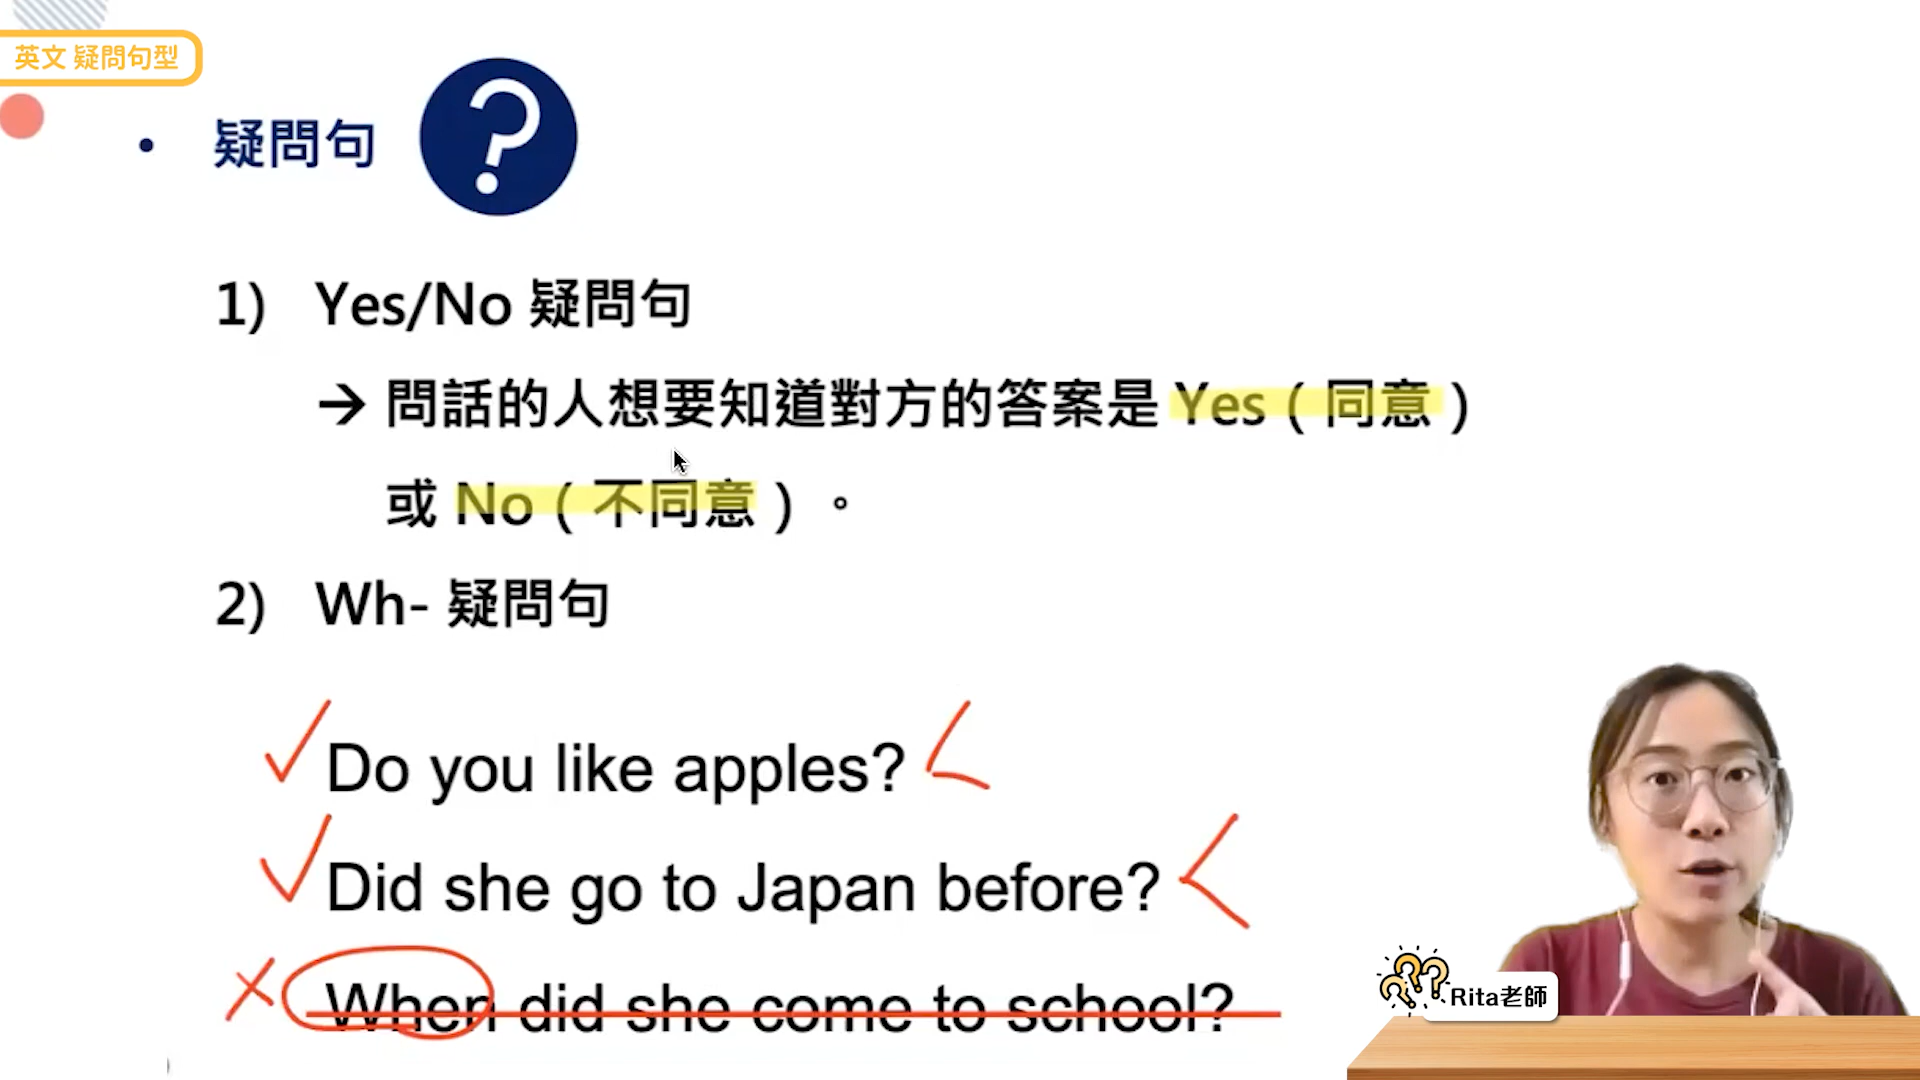 英文 疑問句型
• 疑問句
1) Yes/No 疑問句
→ 問話的人想要知道對方的答案是 Yes（同意）
或 No（不同意）。
2) Wh- 疑問句
Do you like apples?
Did she go to Japan before?
When did she come to school?
Rita老師